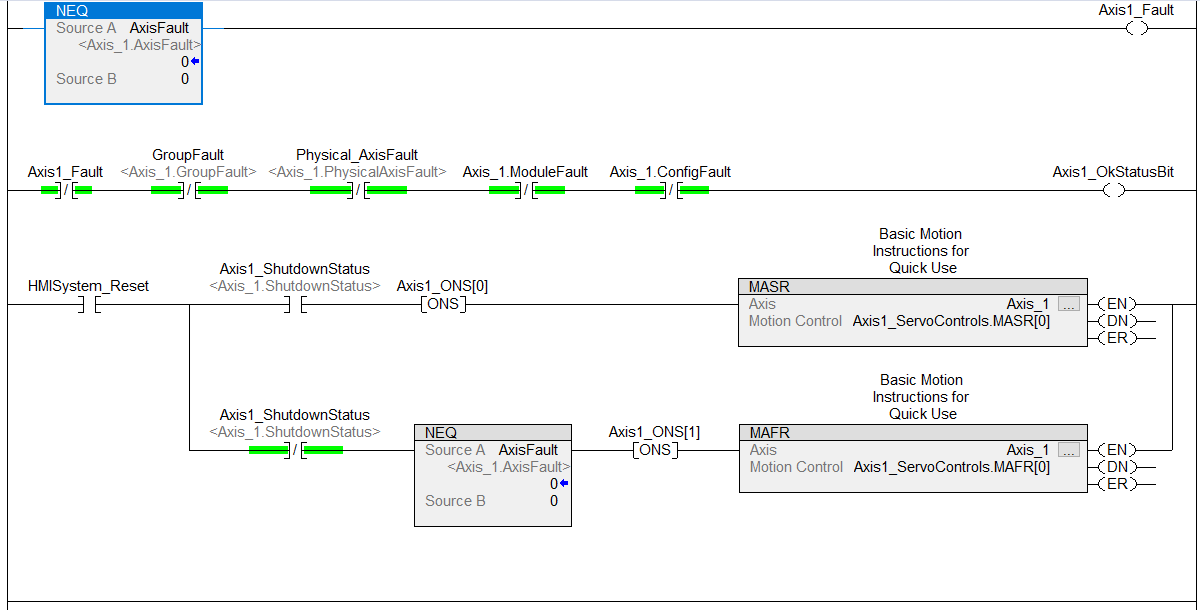 NEQ
Source A AxisFault
<Axis_1.AxisFault>
0
Source B 0
Axis1_Fault
Axis1_Fault
GroupFault
<Axis_1.GroupFault>
Physical_AxisFault
<Axis_1.PhysicalAxisFault>
Axis_1.ModuleFault
Axis_1.ConfigFault
Axis1_OkStatusBit
HMISystem_Reset
Axis1_ShutdownStatus
<Axis_1.ShutdownStatus>
Axis1_ONS[0]
ONS
Basic Motion
Instructions for
Quick Use
MASR
Axis Axis_1 ...
Motion Control Axis1_ServoControls.MASR[0]
EN
DN
ER
Axis1_ShutdownStatus
<Axis_1.ShutdownStatus>
NEQ
Source A AxisFault
<Axis_1.AxisFault>
0
Source B 0
Axis1_ONS[1]
ONS
Basic Motion
Instructions for
Quick Use
MAFR
Axis Axis_1 ...
Motion Control Axis1_ServoControls.MAFR[0]
EN
DN
ER